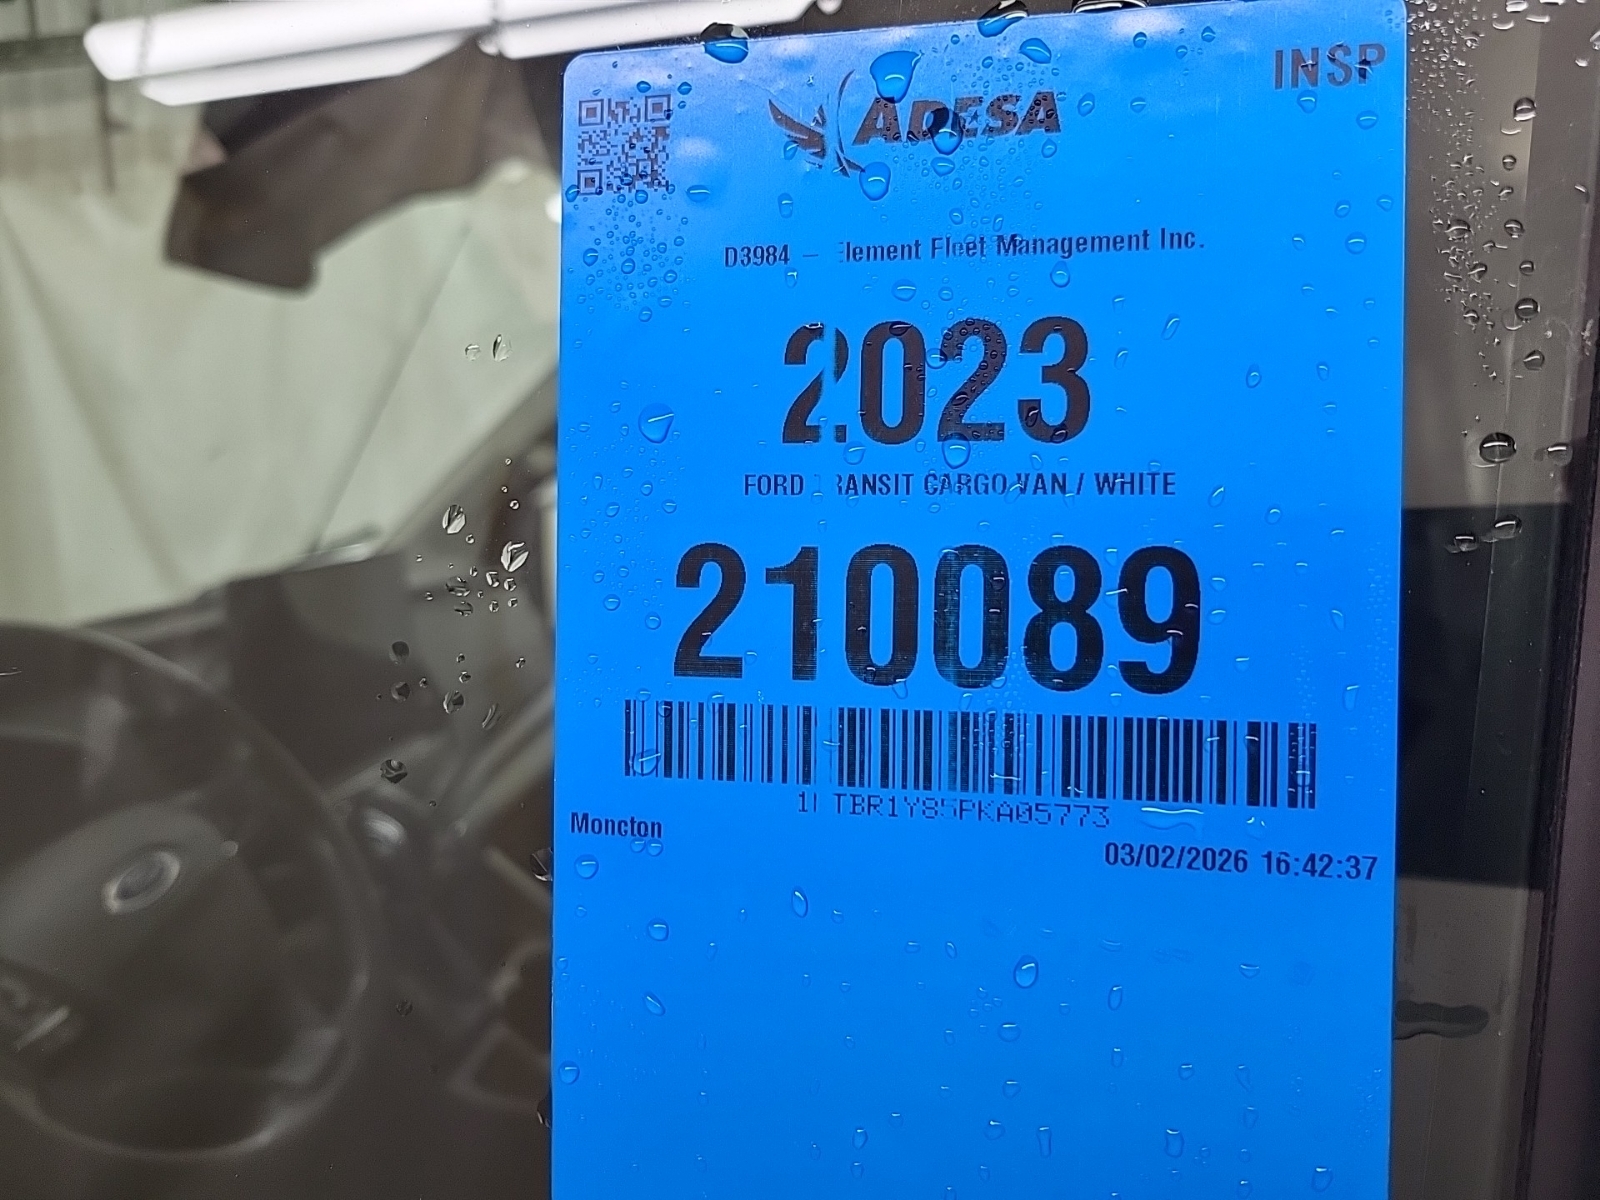 INSP
ADESA
D3984 – Element Fleet Management Inc.
2023
FORD TRANSIT CARGO VAN / WHITE
210089
Moncton
03/02/2026 16:42:37